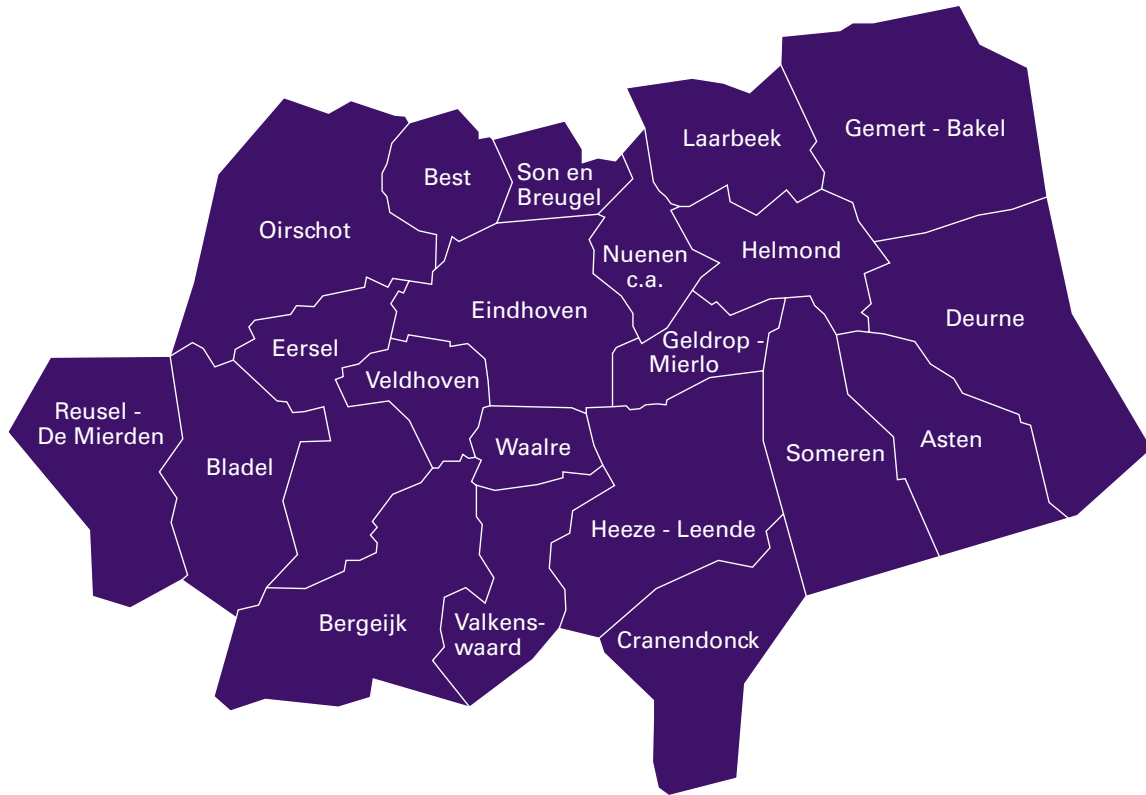 Gemert - Bakel
Laarbeek
Best
Son en
Breugel
Oirschot
Nuenen
c.a.
Helmond
Eindhoven
Deurne
Eersel
Geldrop -
Mierlo
Veldhoven
Reusel -
De Mierden
Bladel
Waalre
Someren
Asten
Heeze - Leende
Bergeijk
Valkens-
waard
Cranendonck